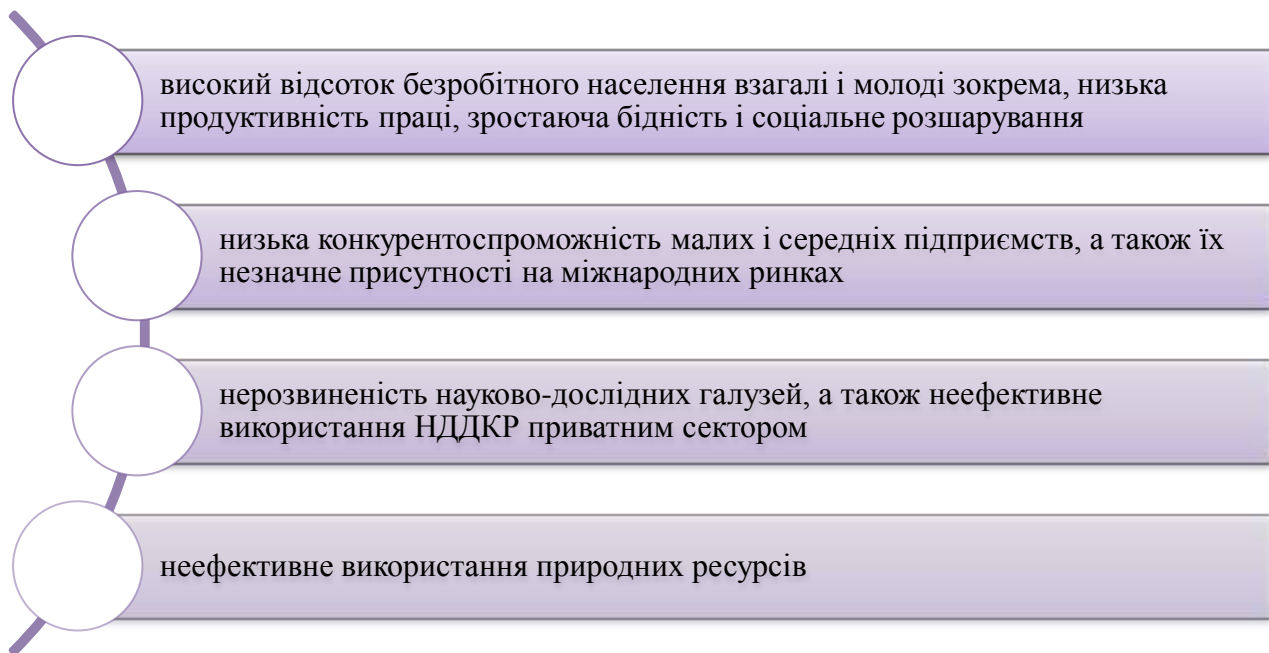 високий відсоток безробітного населення взагалі і молоді зокрема, низька
продуктивність праці, зростаюча бідність і соціальне розшарування
низька конкурентоспроможність малих і середніх підприємств, а також їх
незначне присутності на міжнародних ринках
нерозвиненість науково-дослідних галузей, а також неефективне
використання НДДКР приватним сектором
неефективне використання природних ресурсів